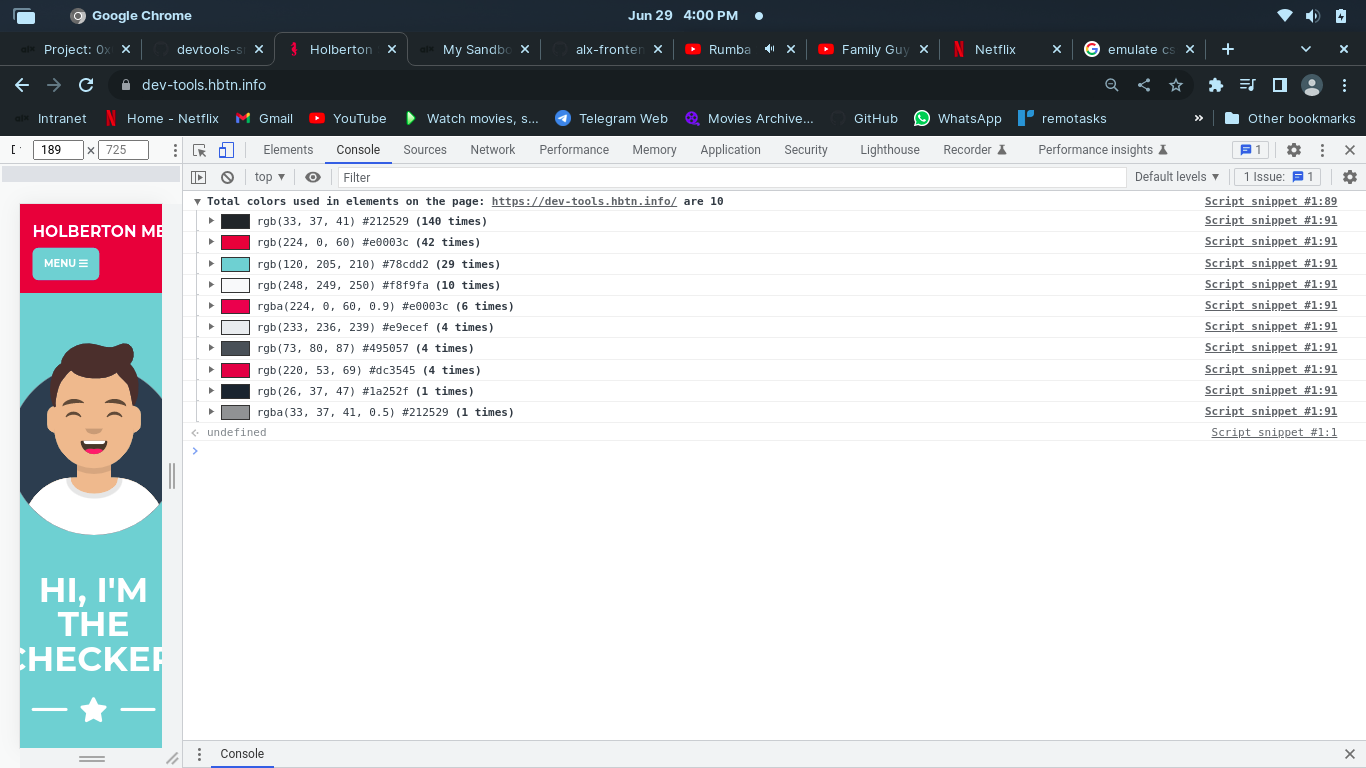 Google Chrome
Jun 29 4:00 PM
Project: 0x
devtools-s
Holberton
My Sandbo
alx-fronten
Rumba
Family Guy
Netflix
emulate cs
dev-tools.hbtn.info
Intranet
Home - Netflix
Gmail
YouTube
Watch movies, s...
Telegram Web
Movies Archive...
GitHub
WhatsApp
remotasks
»
Other bookmarks
189 × 725
Elements Console Sources Network Performance Memory Application Security Lighthouse Recorder Performance insights 1
top ▼ Filter Default levels ▼ 1 Issue: 1
HOLBERTON ME
MENU
HI, I'M
THE
CHECKER
Total colors used in elements on the page: https://dev-tools.hbtn.info/ are 10 Script snippet #1:89
rgb(33, 37, 41) #212529 (140 times) Script snippet #1:91
rgb(224, 0, 60) #e0003c (42 times) Script snippet #1:91
rgb(120, 205, 210) #78cdd2 (29 times) Script snippet #1:91
rgb(248, 249, 250) #f8f9fa (10 times) Script snippet #1:91
rgba(224, 0, 60, 0.9) #e0003c (6 times) Script snippet #1:91
rgb(233, 236, 239) #e9ecef (4 times) Script snippet #1:91
rgb(73, 80, 87) #495057 (4 times) Script snippet #1:91
rgb(220, 53, 69) #dc3545 (4 times) Script snippet #1:91
rgb(26, 37, 47) #1a252f (1 times) Script snippet #1:91
rgba(33, 37, 41, 0.5) #212529 (1 times) Script snippet #1:91
undefined Script snippet #1:1
Console